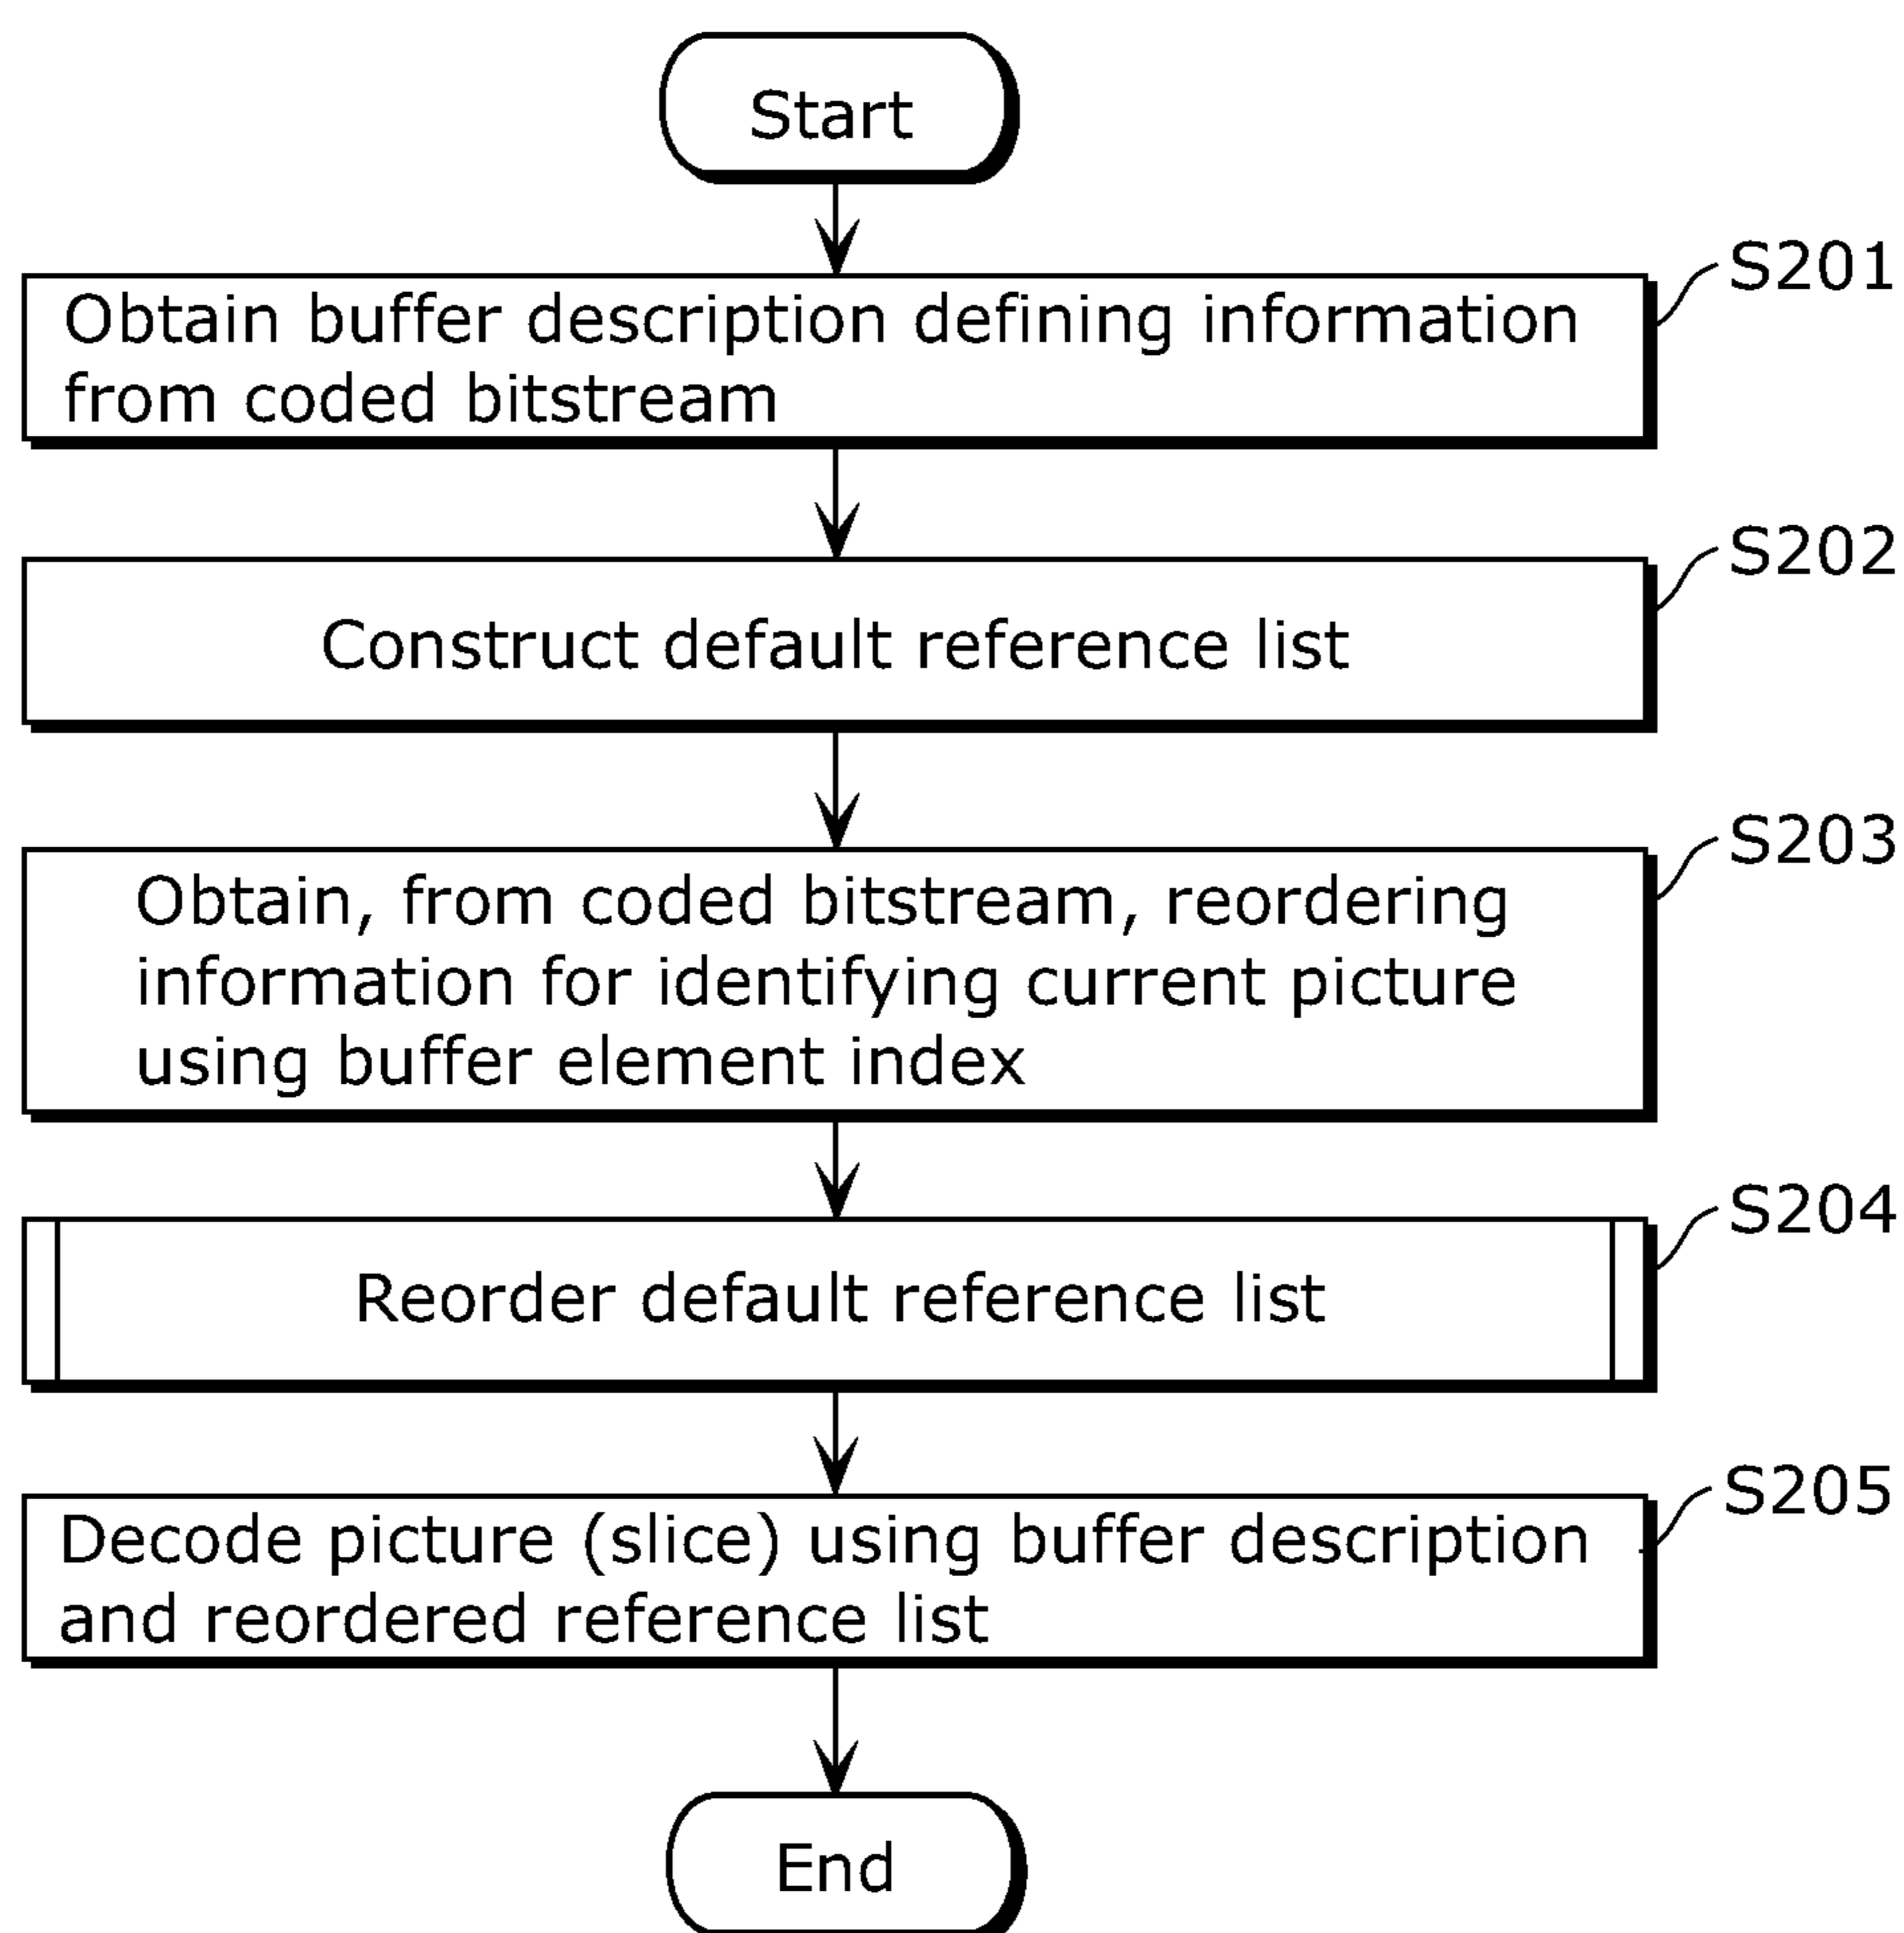 Start
S201
Obtain buffer description defining information
from coded bitstream
S202
Construct default reference list
S203
Obtain, from coded bitstream, reordering
information for identifying current picture
using buffer element index
S204
Reorder default reference list
S205
Decode picture (slice) using buffer description
and reordered reference list
End